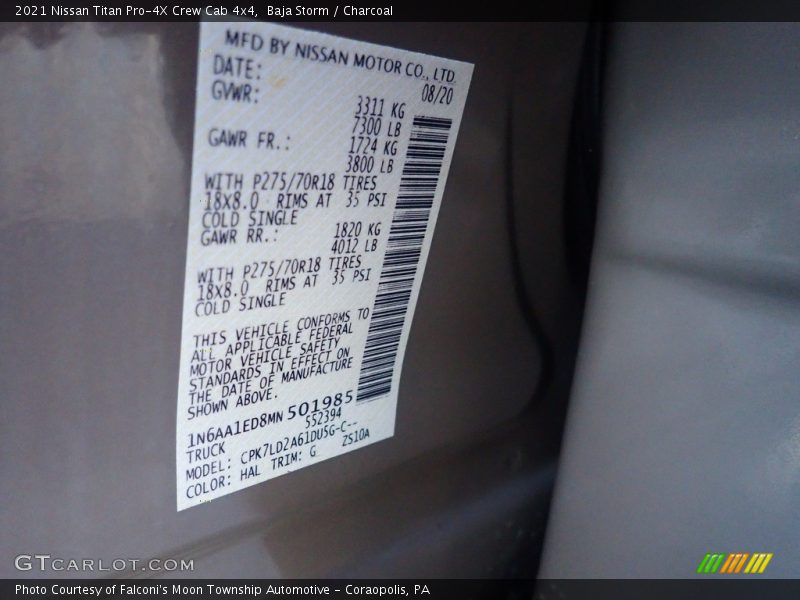 2021 Nissan Titan Pro-4X Crew Cab 4x4, Baja Storm / Charcoal
MFD BY NISSAN MOTOR CO., LTD.
DATE: 08/20
GVWR: 3311 KG
7300 LB
GAWR FR.: 1724 KG
3800 LB
WITH P275/70R18 TIRES
18X8.0 RIMS AT 35 PSI
COLD SINGLE
GAWR RR.: 1820 KG
4012 LB
WITH P275/70R18 TIRES
18X8.0 RIMS AT 35 PSI
COLD SINGLE
THIS VEHICLE CONFORMS TO
ALL APPLICABLE FEDERAL
MOTOR VEHICLE SAFETY
STANDARDS IN EFFECT ON
THE DATE OF MANUFACTURE
SHOWN ABOVE.
1N6AA1ED8MN501985
TRUCK 552394
MODEL: CPK7LD2A61DU5G-C--
COLOR: HAL TRIM: G ZS10A
GTCARLOT.COM
Photo Courtesy of Falconi's Moon Township Automotive - Coraopolis, PA